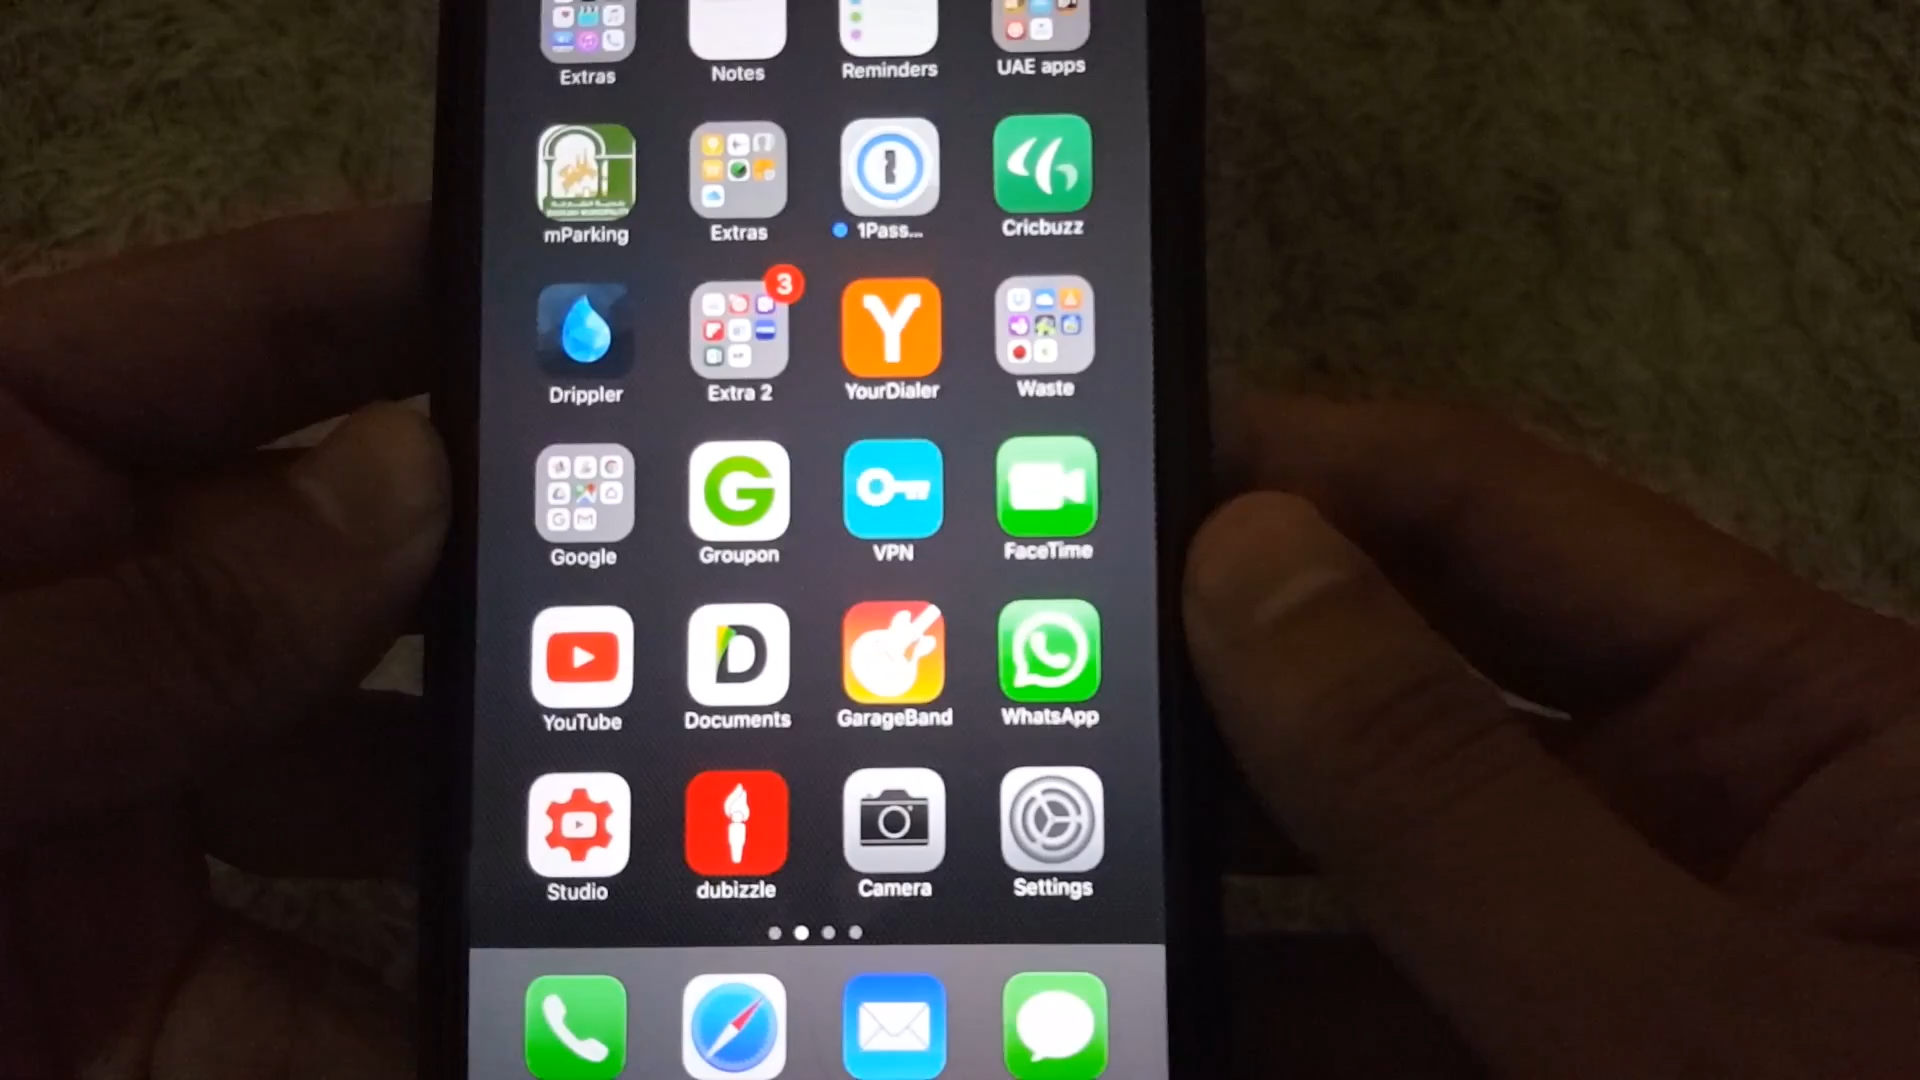 Extras Notes Reminders UAE apps
mParking Extras 1Pass... Cricbuzz
3
Y
Drippler Extra 2 YourDialer Waste
G
Google Groupon VPN FaceTime
D
YouTube Documents GarageBand WhatsApp
Studio dubizzle Camera Settings